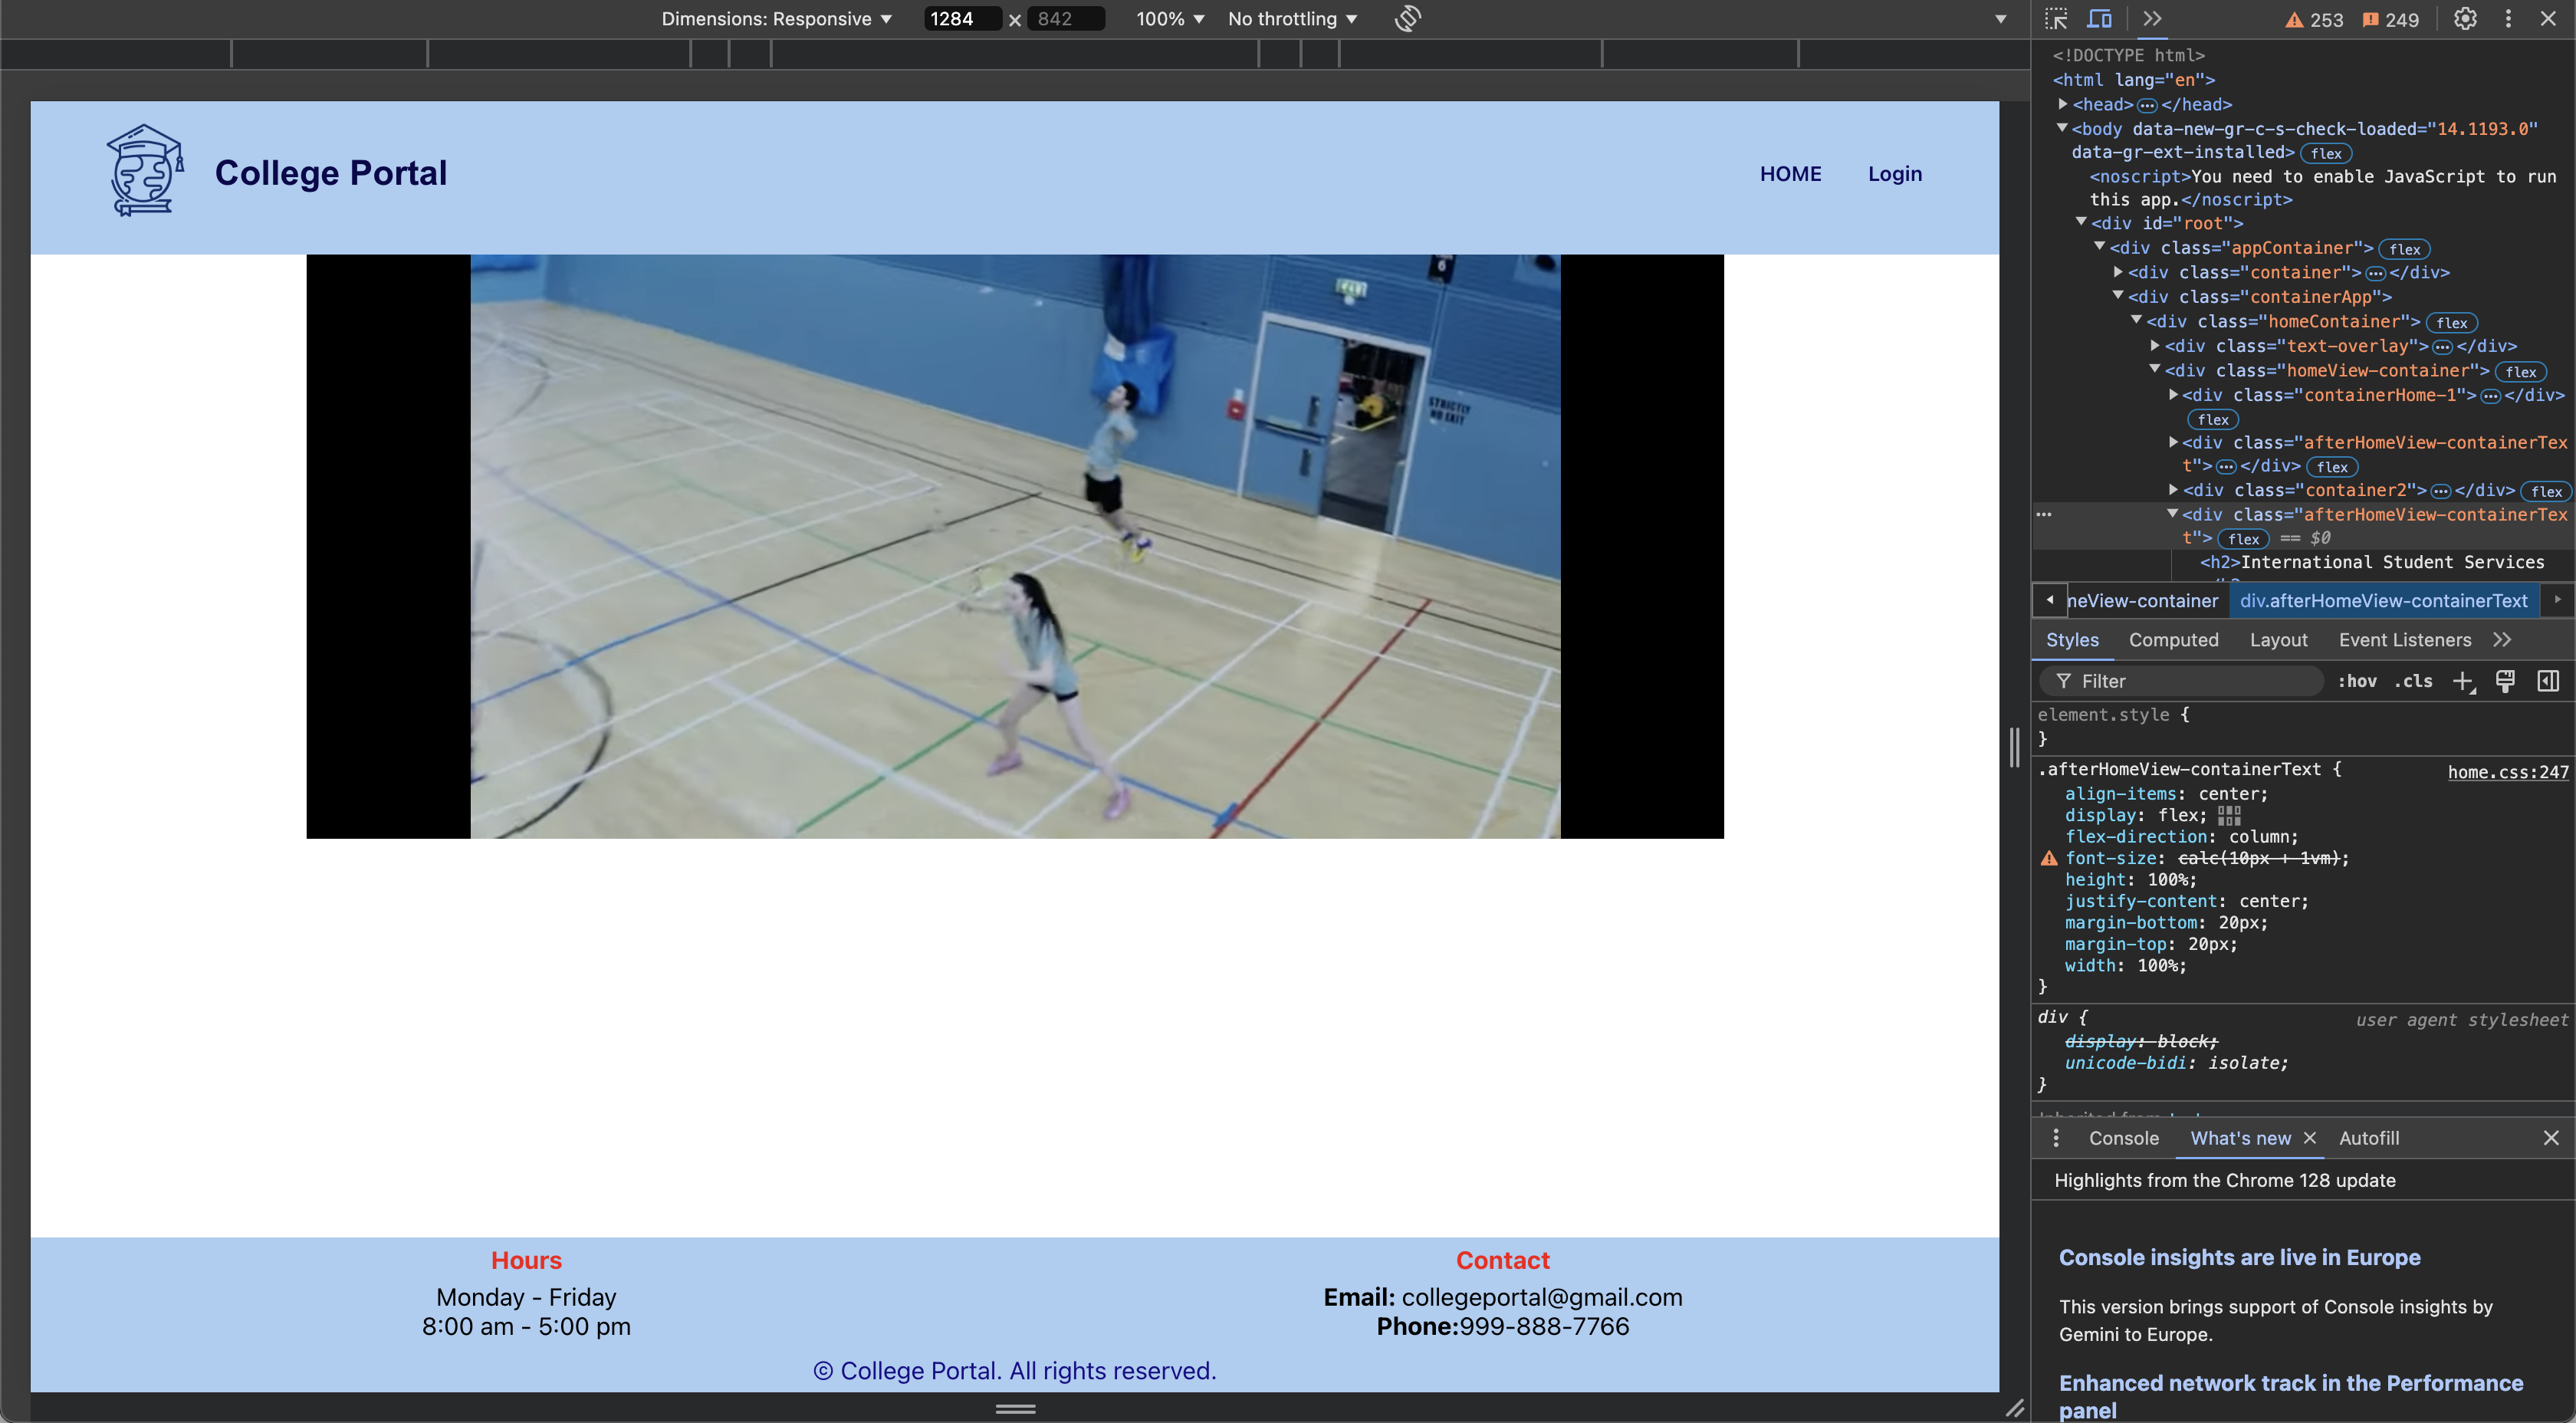 Dimensions: Responsive ▼ 1284 × 842 100% ▼ No throttling ▼
253 249
College Portal
HOME Login
6
STRICTLY
NO EXIT
Hours
Monday - Friday
8:00 am - 5:00 pm
Contact
Email: collegeportal@gmail.com
Phone:999-888-7766
© College Portal. All rights reserved.
<!DOCTYPE html>
<html lang="en">
<head>…</head>
<body data-new-gr-c-s-check-loaded="14.1193.0"
data-gr-ext-installed> flex
<noscript>You need to enable JavaScript to run
this app.</noscript>
<div id="root">
<div class="appContainer"> flex
<div class="container">…</div>
<div class="containerApp">
<div class="homeContainer"> flex
<div class="text-overlay">…</div>
<div class="homeView-container"> flex
<div class="containerHome-1">…</div>
flex
<div class="afterHomeView-containerTex
t">…</div> flex
<div class="container2">…</div> flex
… <div class="afterHomeView-containerTex
t"> flex == $0
<h2>International Student Services
neView-container div.afterHomeView-containerText
Styles Computed Layout Event Listeners
Filter :hov .cls
element.style {
}
.afterHomeView-containerText { home.css:247
align-items: center;
display: flex;
flex-direction: column;
font-size: calc(10px + 1vm);
height: 100%;
justify-content: center;
margin-bottom: 20px;
margin-top: 20px;
width: 100%;
}
div { user agent stylesheet
display: block;
unicode-bidi: isolate;
}
Console What's new Autofill
Highlights from the Chrome 128 update
Console insights are live in Europe
This version brings support of Console insights by
Gemini to Europe.
Enhanced network track in the Performance
panel